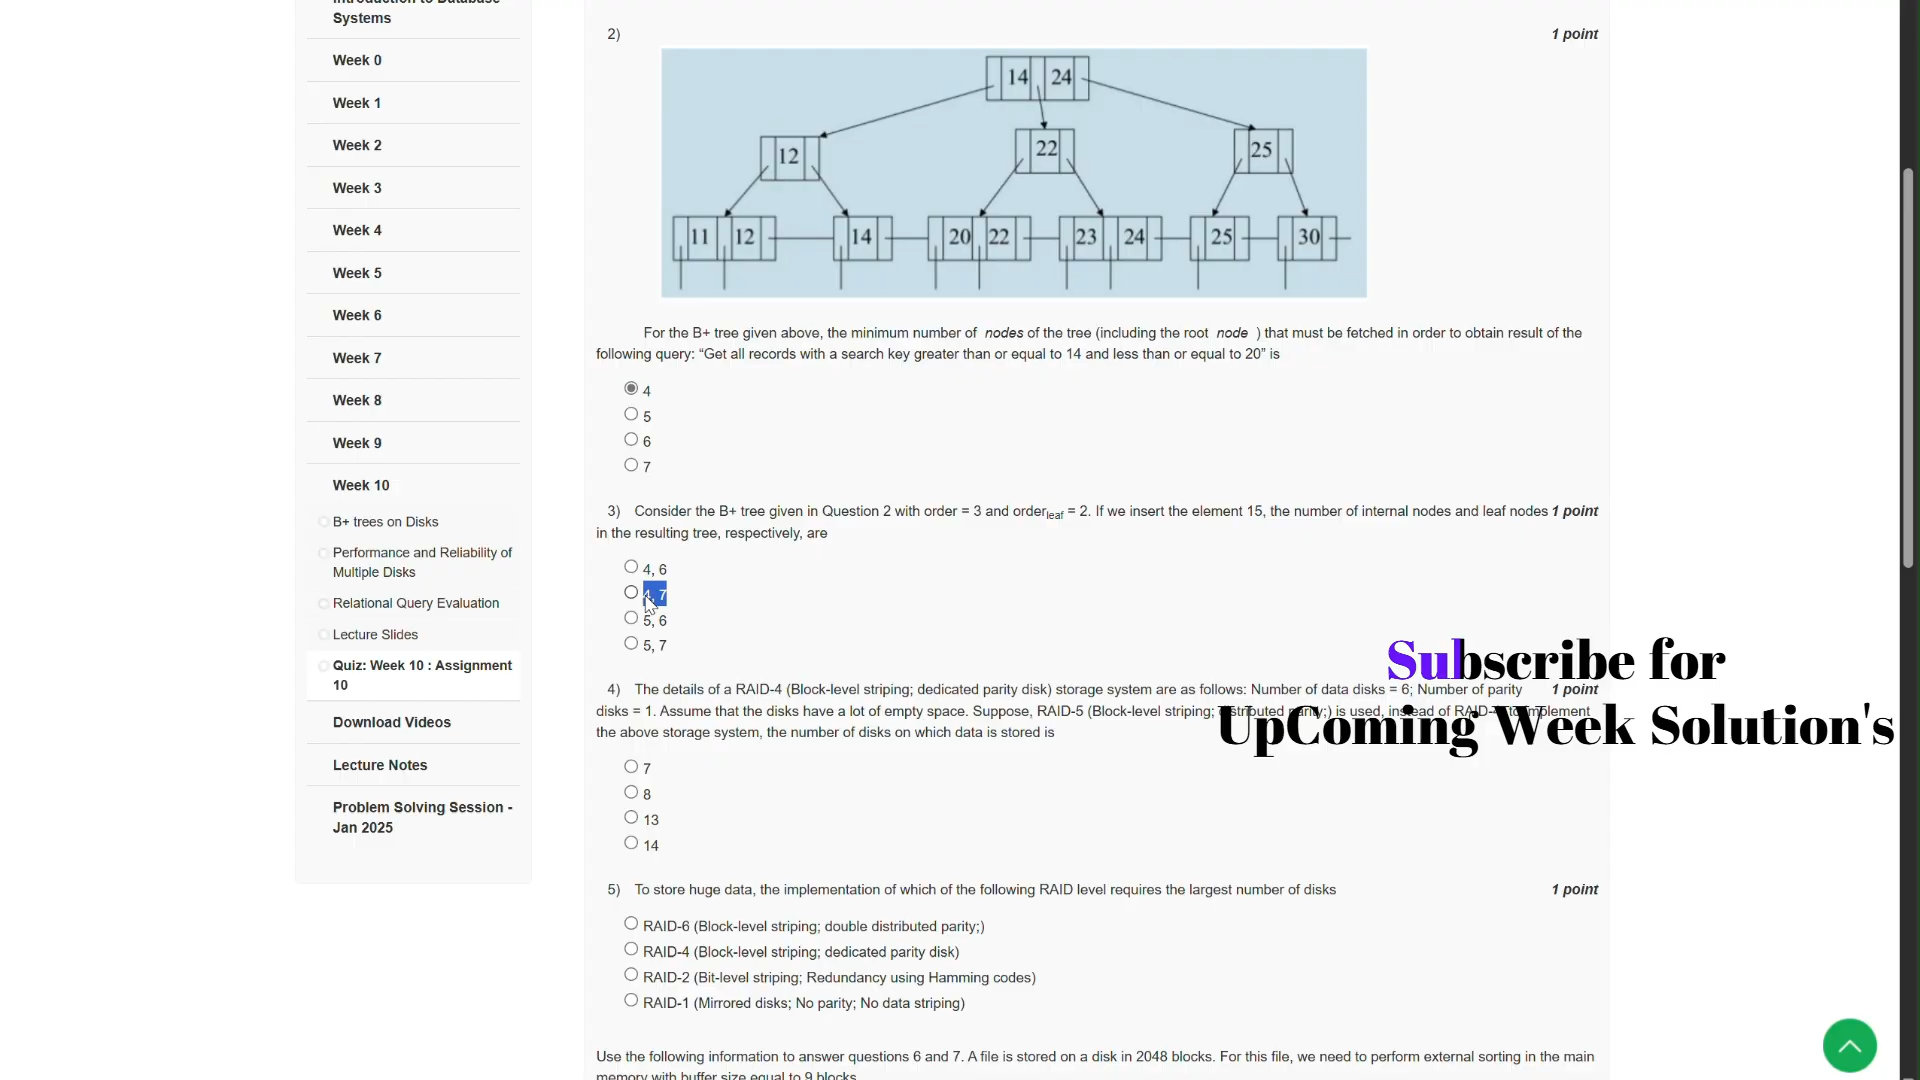 Systems
Week 0
Week 1
Week 2
Week 3
Week 4
Week 5
Week 6
Week 7
Week 8
Week 9
Week 10
B+ trees on Disks
Performance and Reliability of
Multiple Disks
Relational Query Evaluation
Lecture Slides
Quiz: Week 10 : Assignment
10
Download Videos
Lecture Notes
Problem Solving Session -
Jan 2025
2) 1 point
14 24
12 22 25
11 12 14 20 22 23 24 25 30
For the B+ tree given above, the minimum number of nodes of the tree (including the root node ) that must be fetched in order to obtain result of the
following query: “Get all records with a search key greater than or equal to 14 and less than or equal to 20” is
4
5
6
7
3) Consider the B+ tree given in Question 2 with order = 3 and orderleaf = 2. If we insert the element 15, the number of internal nodes and leaf nodes 1 point
in the resulting tree, respectively, are
4, 6
4, 7
5, 6
5, 7
4) The details of a RAID-4 (Block-level striping; dedicated parity disk) storage system are as follows: Number of data disks = 6; Number of parity 1 point
disks = 1. Assume that the disks have a lot of empty space. Suppose, RAID-5 (Block-level striping; distributed parity;) is used, instead of RAID-4 to implement
the above storage system, the number of disks on which data is stored is
7
8
13
14
5) To store huge data, the implementation of which of the following RAID level requires the largest number of disks 1 point
RAID-6 (Block-level striping; double distributed parity;)
RAID-4 (Block-level striping; dedicated parity disk)
RAID-2 (Bit-level striping; Redundancy using Hamming codes)
RAID-1 (Mirrored disks; No parity; No data striping)
Use the following information to answer questions 6 and 7. A file is stored on a disk in 2048 blocks. For this file, we need to perform external sorting in the main
memory with buffer size equal to 9 blocks.
Subscribe for
UpComing Week Solution's